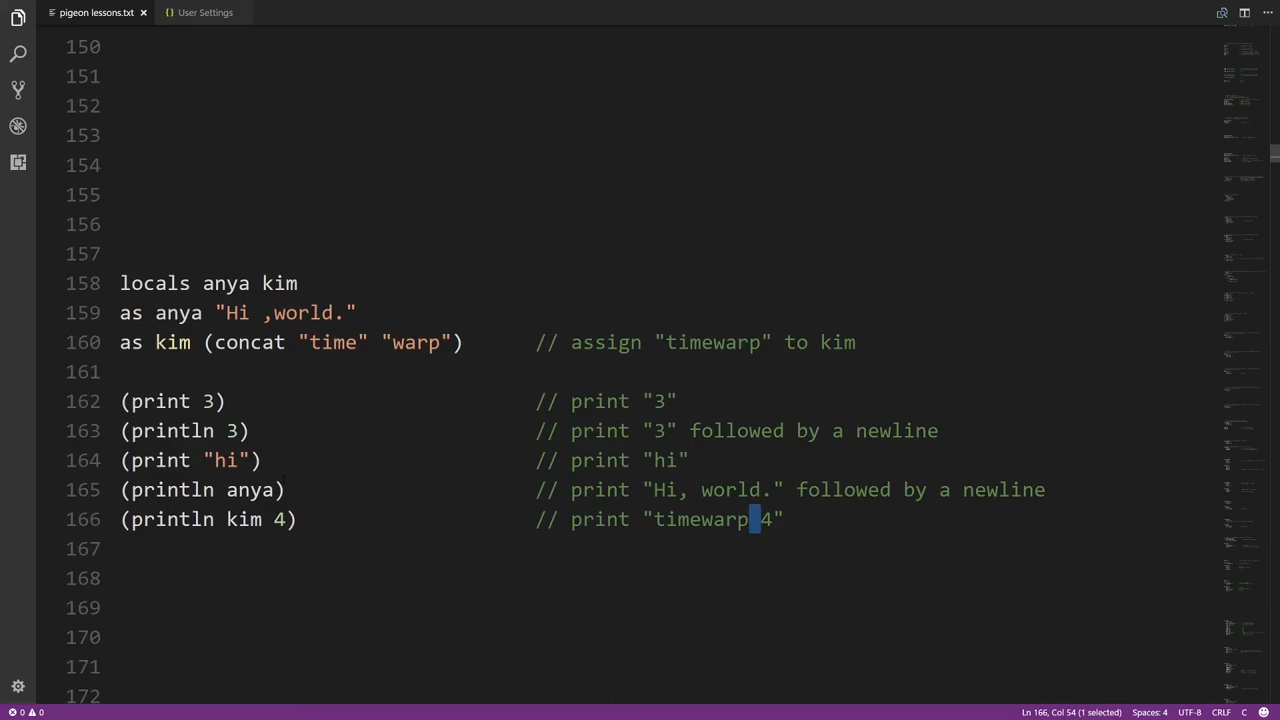 pigeon lessons.txt
{} User Settings
150
151
152
153
154
155
156
157
158 locals anya kim
159 as anya "Hi ,world."
160 as kim (concat "time" "warp") // assign "timewarp" to kim
161
162 (print 3) // print "3"
163 (println 3) // print "3" followed by a newline
164 (print "hi") // print "hi"
165 (println anya) // print "Hi, world." followed by a newline
166 (println kim 4) // print "timewarp 4"
167
168
169
170
171
172
0 0 Ln 166, Col 54 (1 selected) Spaces: 4 UTF-8 CRLF C